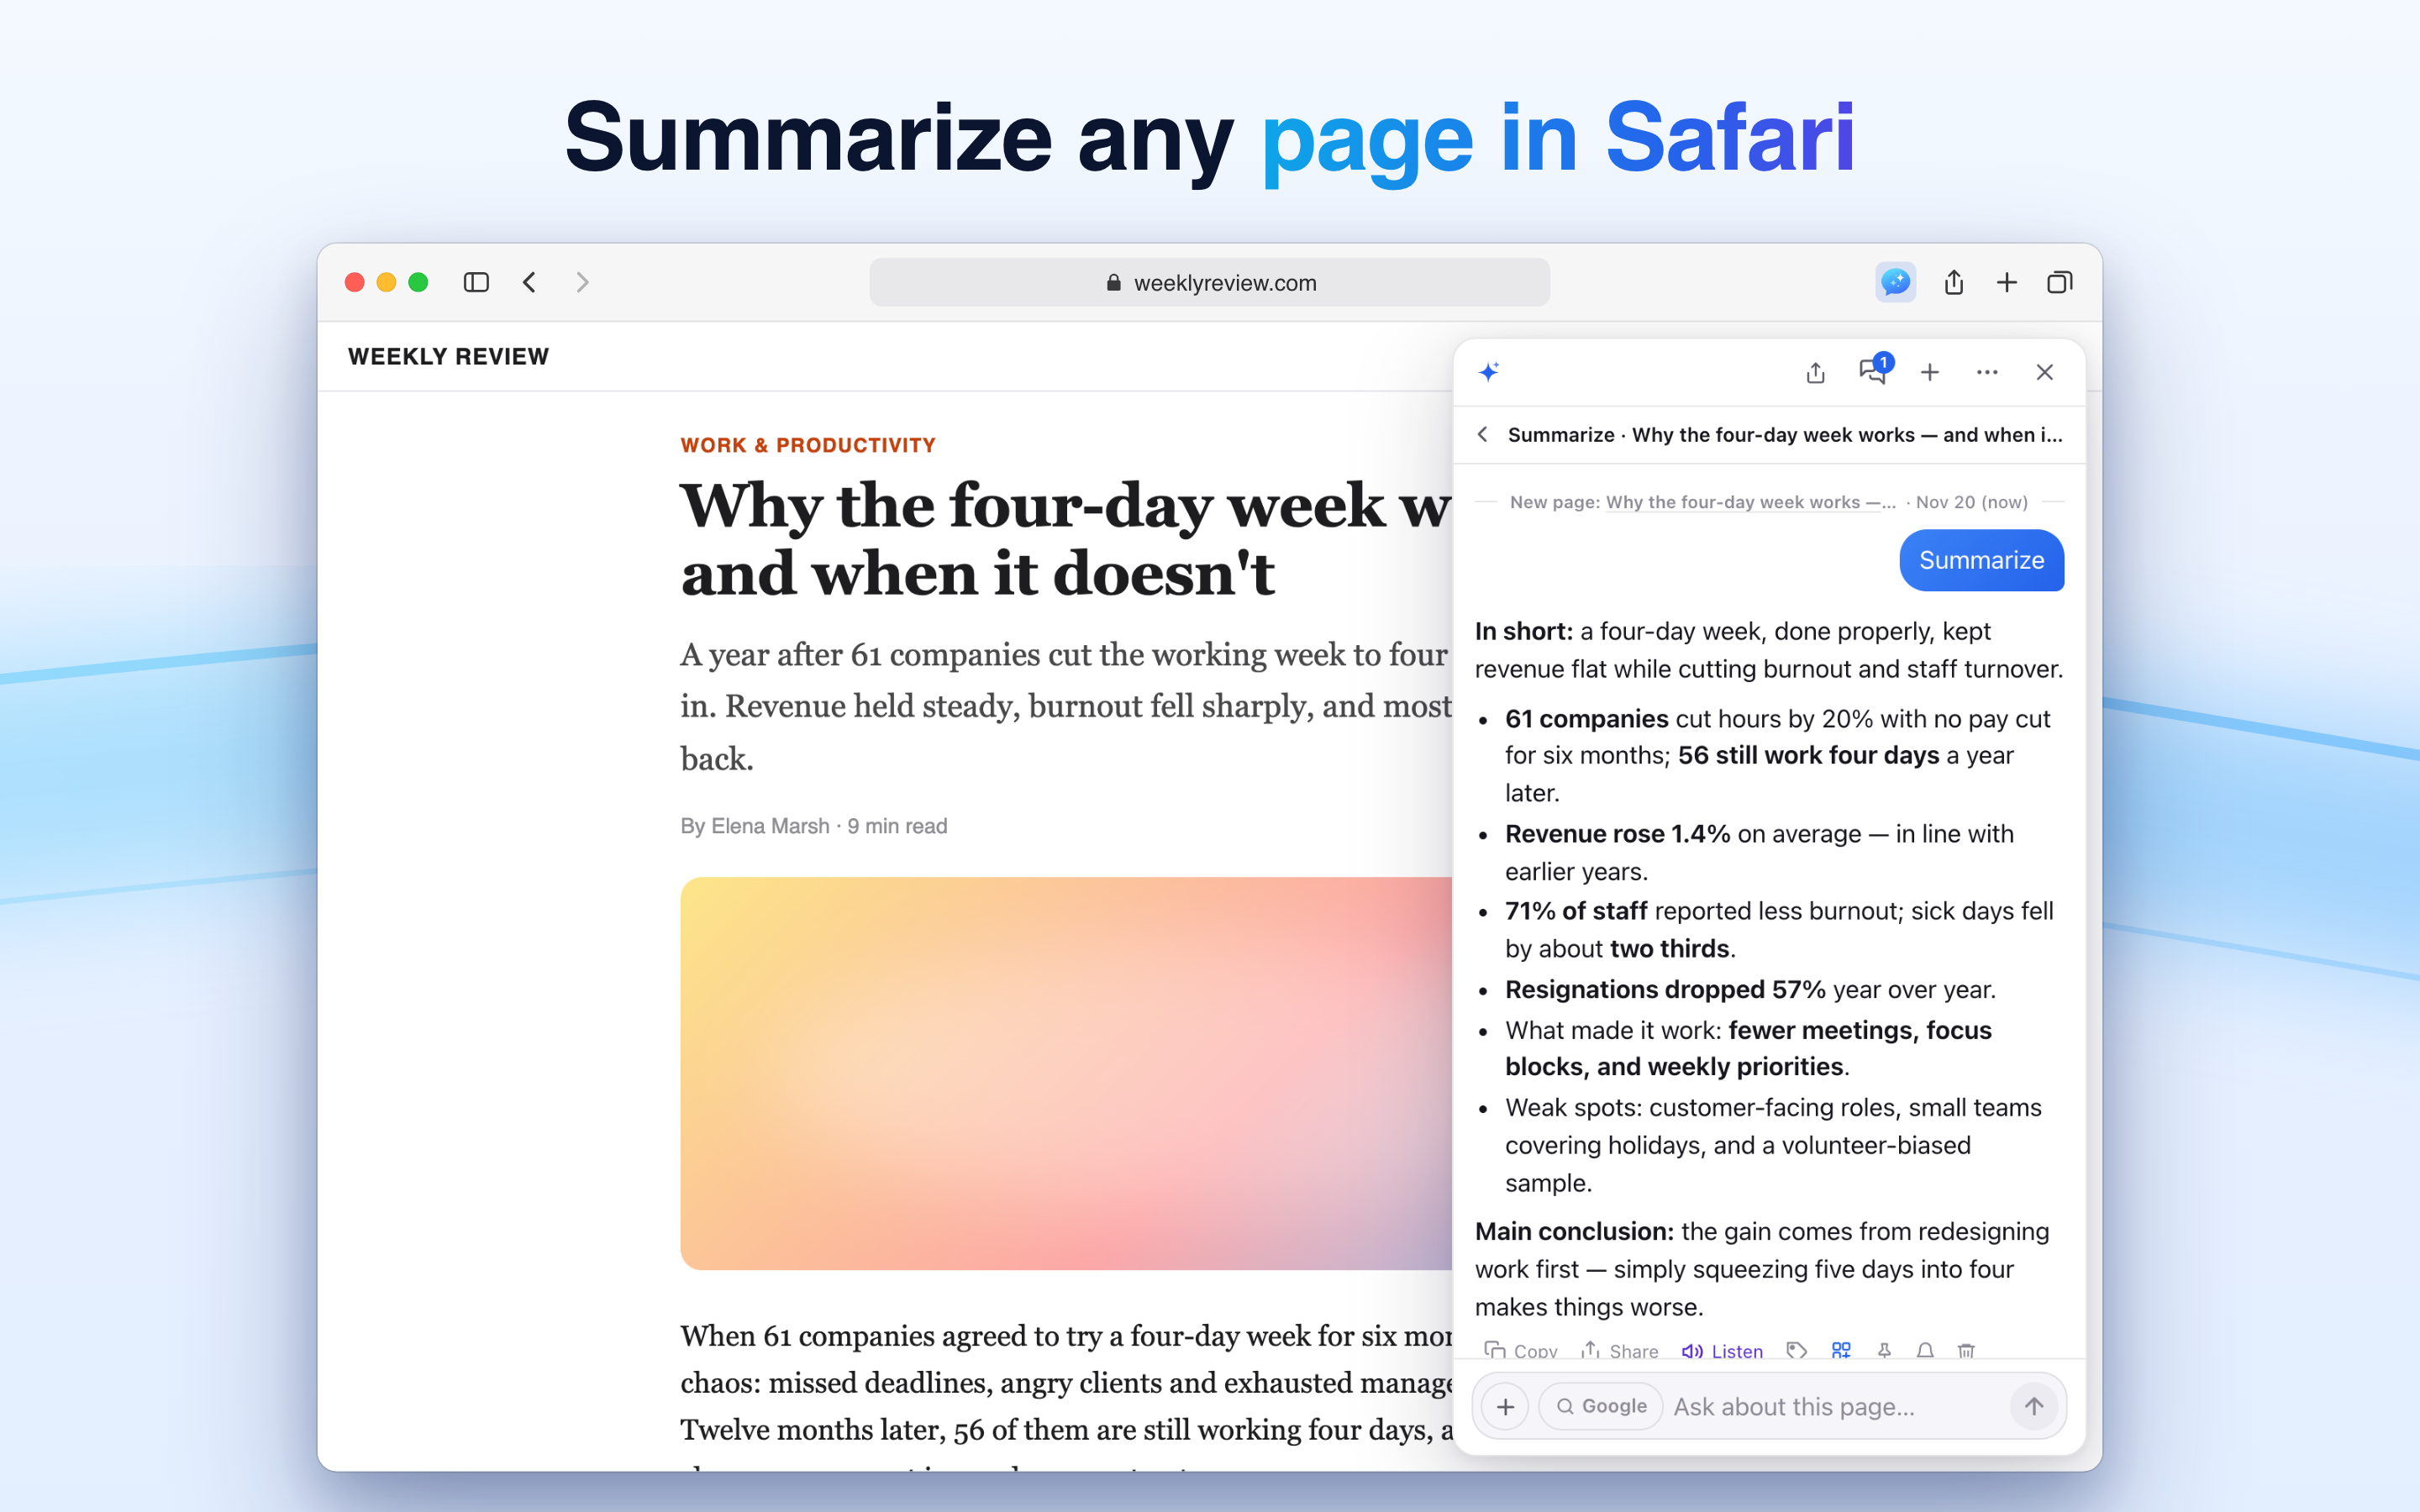 Summarize any page in Safari
weeklyreview.com
WEEKLY REVIEW
WORK & PRODUCTIVITY
Why the four-day week w
and when it doesn't
A year after 61 companies cut the working week to four
in. Revenue held steady, burnout fell sharply, and most
back.
By Elena Marsh · 9 min read
When 61 companies agreed to try a four-day week for six mon
chaos: missed deadlines, angry clients and exhausted manage
Twelve months later, 56 of them are still working four days, a
1
Summarize · Why the four-day week works — and when i...
New page: Why the four-day week works —... · Nov 20 (now)
Summarize
In short: a four-day week, done properly, kept
revenue flat while cutting burnout and staff turnover.
• 61 companies cut hours by 20% with no pay cut
for six months; 56 still work four days a year
later.
• Revenue rose 1.4% on average — in line with
earlier years.
• 71% of staff reported less burnout; sick days fell
by about two thirds.
• Resignations dropped 57% year over year.
• What made it work: fewer meetings, focus
blocks, and weekly priorities.
• Weak spots: customer-facing roles, small teams
covering holidays, and a volunteer-biased
sample.
Main conclusion: the gain comes from redesigning
work first — simply squeezing five days into four
makes things worse.
Copy Share Listen
Google Ask about this page...